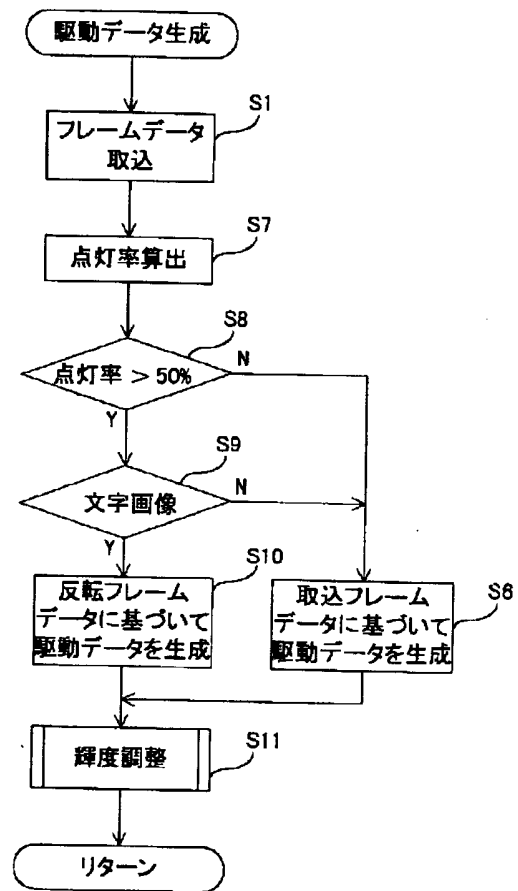 駆動データ生成
S1
フレームデータ
取込
S7
点灯率算出
S8
点灯率 > 50%
N
Y
S9
文字画像
N
Y
S10
反転フレーム
データに基づいて
駆動データを生成
S6
取込フレーム
データに基づいて
駆動データを生成
S11
輝度調整
リターン